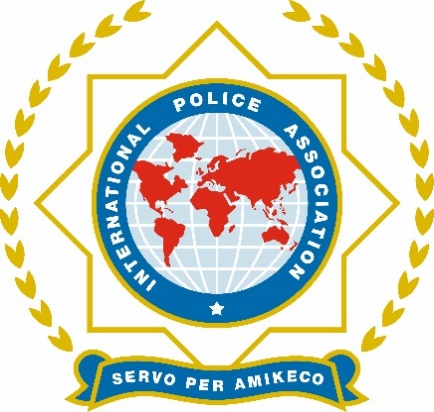 INTERNATIONAL POLICE ASSOCIATION
SERVO PER AMIKECO